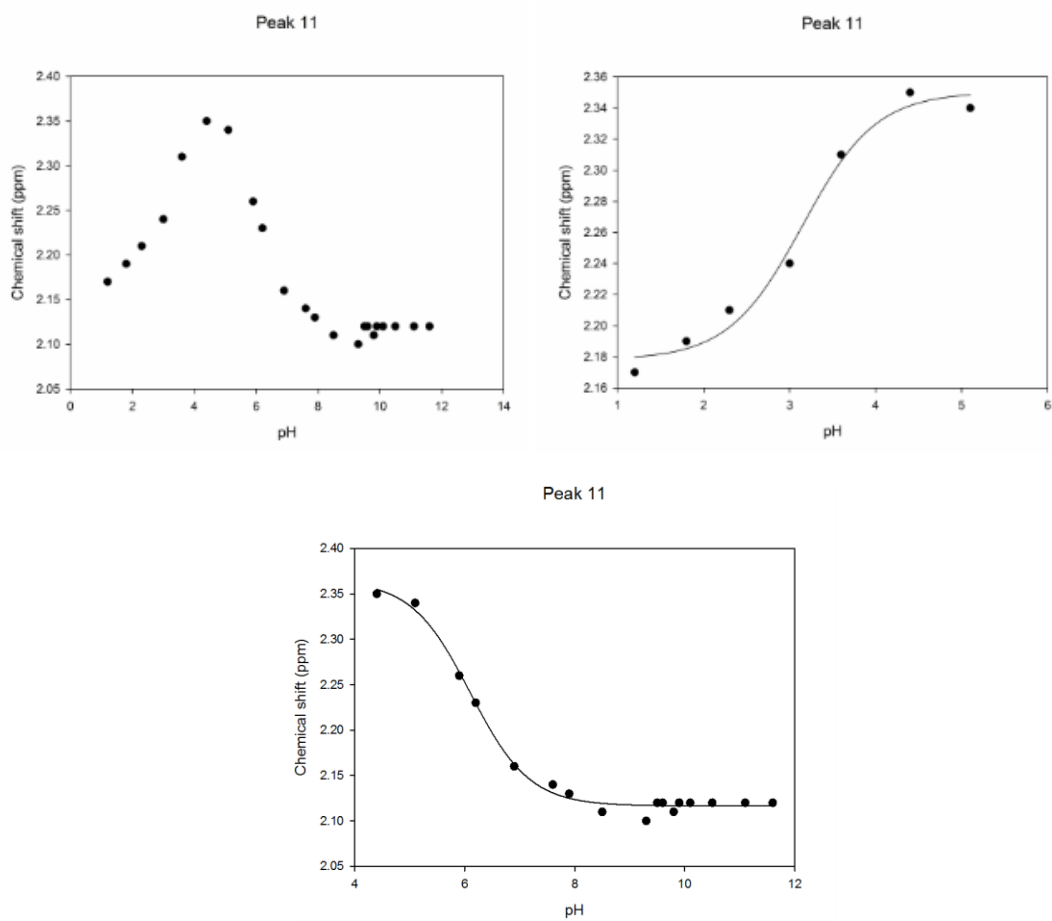 Peak 11
2.40
2.35
2.30
2.25
2.20
2.15
2.10
2.05
Chemical shift (ppm)
0 2 4 6 8 10 12 14
pH
Peak 11
2.36
2.34
2.32
2.30
2.28
2.26
2.24
2.22
2.20
2.18
2.16
Chemical shift (ppm)
1 2 3 4 5 6
pH
Peak 11
2.40
2.35
2.30
2.25
2.20
2.15
2.10
2.05
Chemical shift (ppm)
4 6 8 10 12
pH